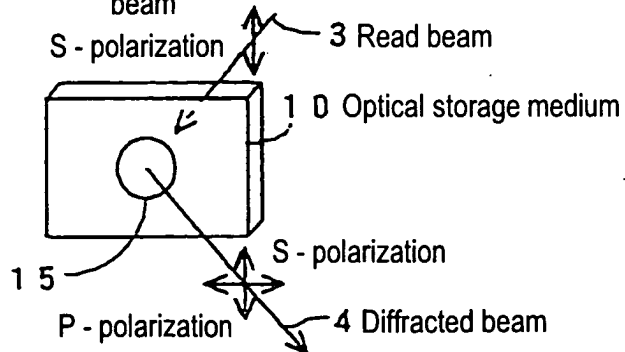 beam
S - polarization
3 Read beam
1 0 Optical storage medium
1 5
S - polarization
P - polarization
4 Diffracted beam